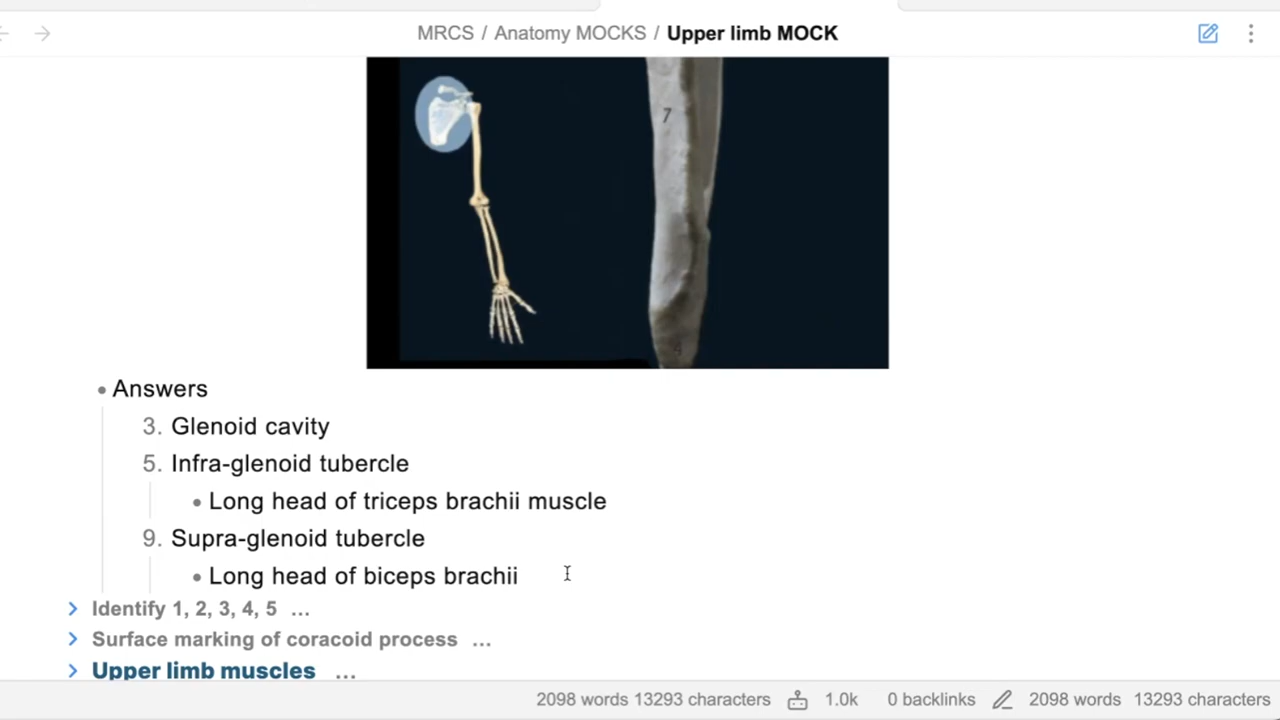 MRCS / Anatomy MOCKS / Upper limb MOCK
7
4
• Answers
3. Glenoid cavity
5. Infra-glenoid tubercle
• Long head of triceps brachii muscle
9. Supra-glenoid tubercle
• Long head of biceps brachii
Identify 1, 2, 3, 4, 5 ...
Surface marking of coracoid process ...
Upper limb muscles ...
2098 words 13293 characters 1.0k 0 backlinks 2098 words 13293 characters